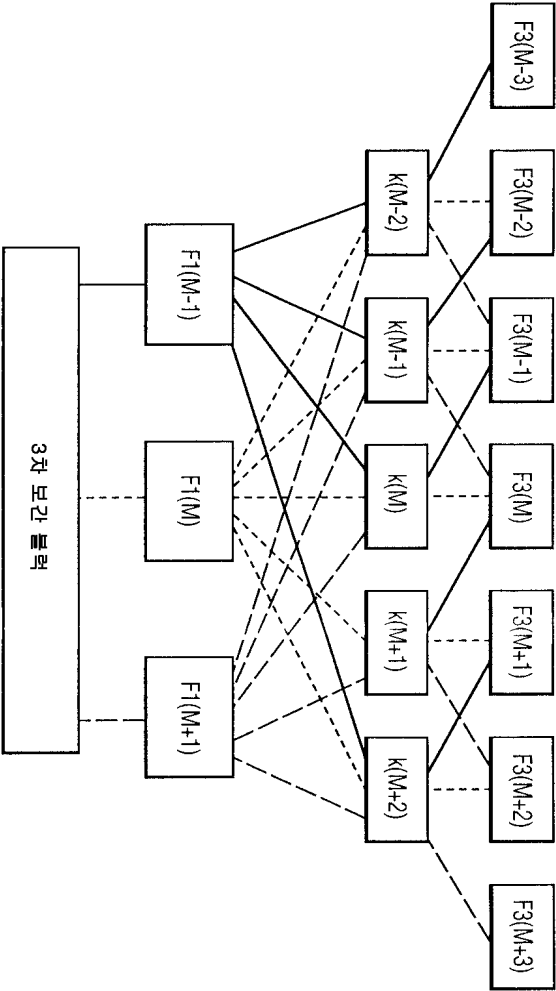 F3(M-3)
F3(M-2)
F3(M-1)
F3(M)
F3(M+1)
F3(M+2)
F3(M+3)
k(M-2)
k(M-1)
k(M)
k(M+1)
k(M+2)
F1(M-1)
F1(M)
F1(M+1)
3차 보간 블럭